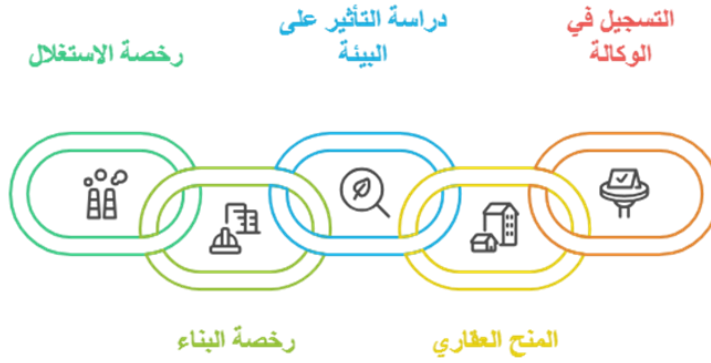 التسجيل في
الوكالة
المنح العقاري
دراسة التأثير على
البيئة
رخصة البناء
رخصة الاستغلال